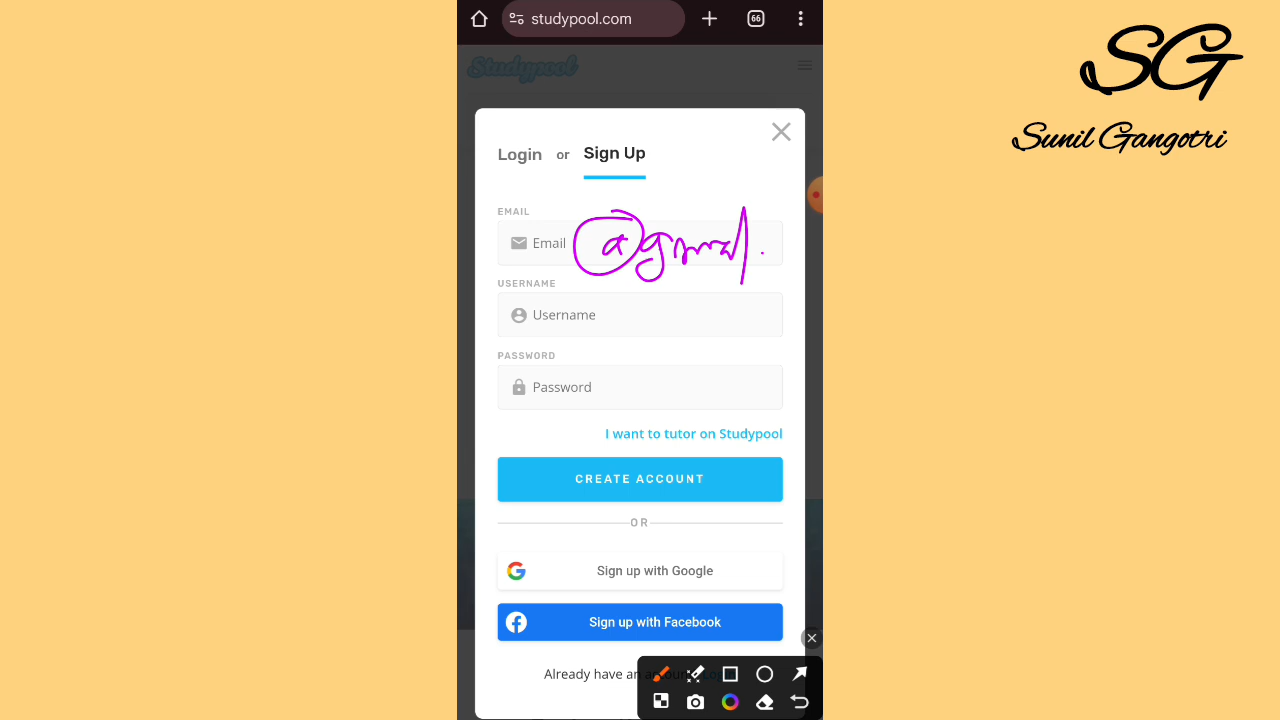 studypool.com
66
Studypool
SG
Sunil Gangotri
Login or Sign Up
EMAIL
Email
@gmail.
USERNAME
Username
PASSWORD
Password
I want to tutor on Studypool
CREATE ACCOUNT
OR
Sign up with Google
Sign up with Facebook
Already have an account